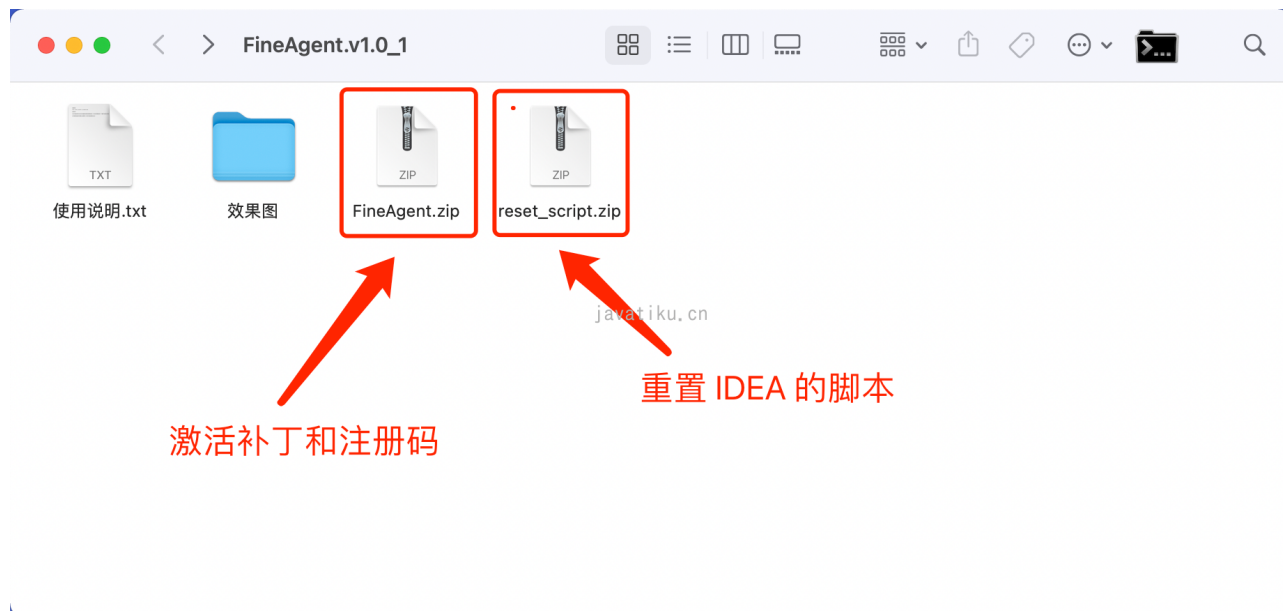 FineAgent.v1.0_1
TXT
ZIP
ZIP
使用说明.txt
效果图
FineAgent.zip
reset_script.zip
javatiku.cn
重置 IDEA 的脚本
激活补丁和注册码